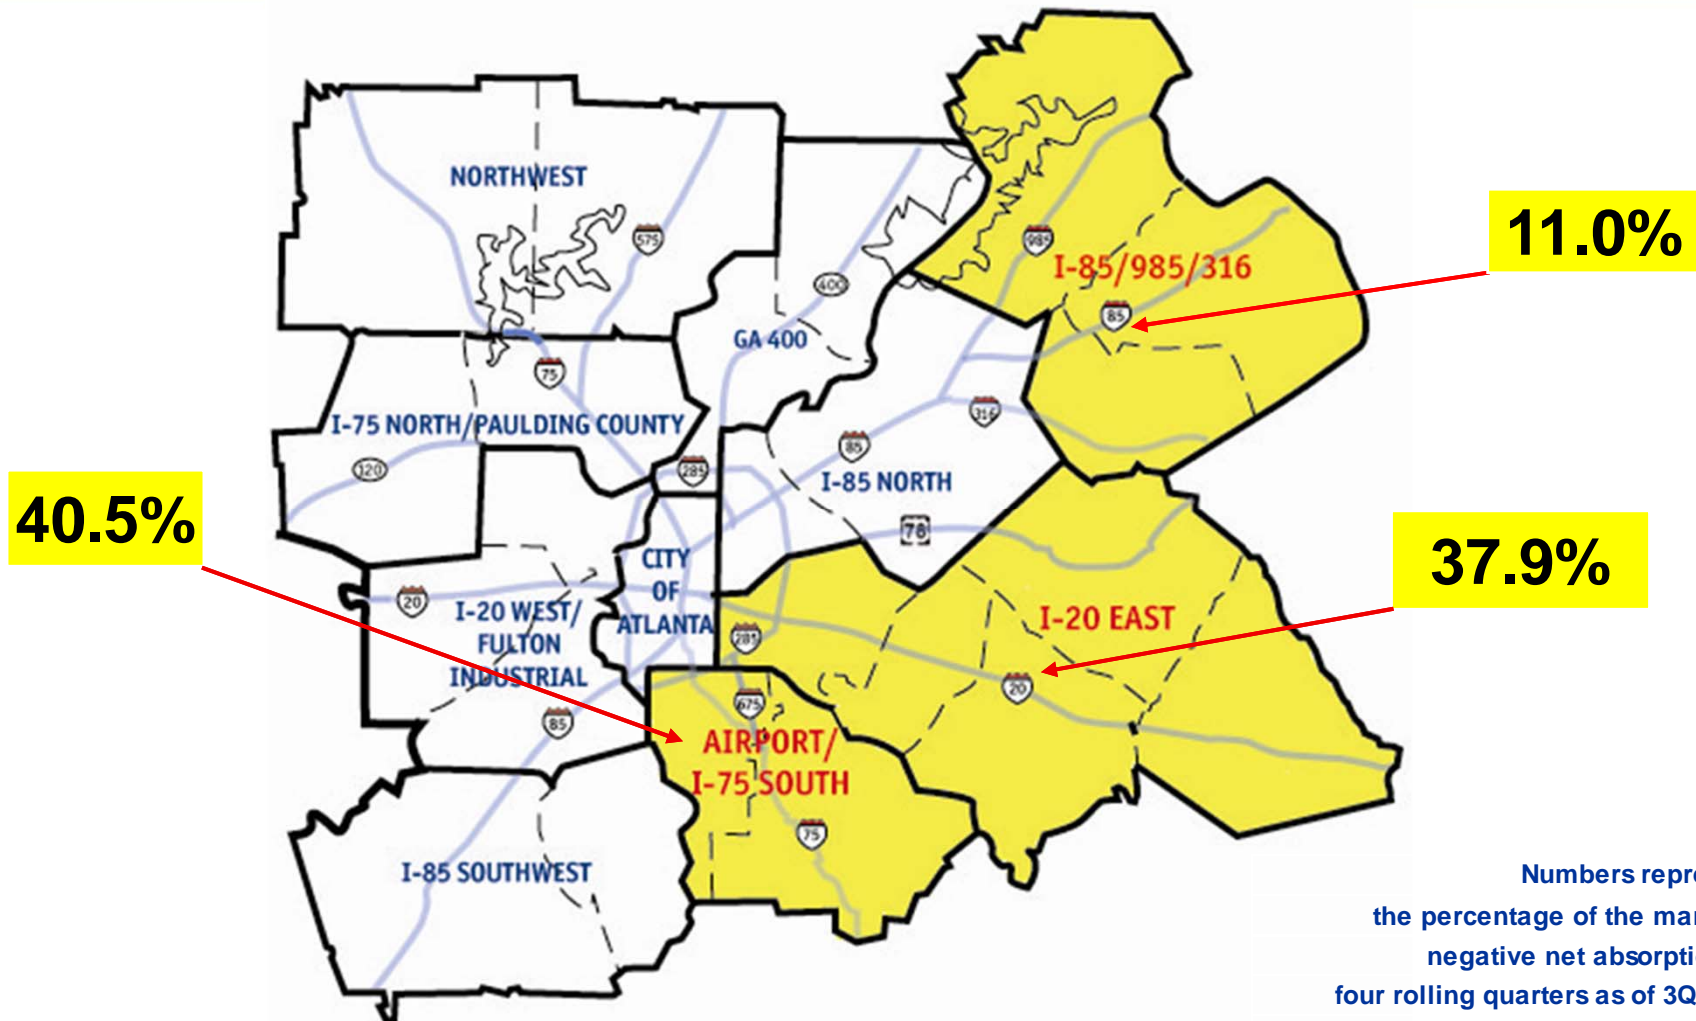 NORTHWEST
575
985
11.0%
I-85/985/316
400
85
GA 400
75
316
I-75 NORTH/PAULDING COUNTY
85
120
285
I-85 NORTH
40.5%
78
37.9%
CITY
OF
ATLANTA
20
I-20 WEST/
FULTON
INDUSTRIAL
I-20 EAST
285
20
675
85
AIRPORT/
I-75 SOUTH
75
I-85 SOUTHWEST
Numbers repre
the percentage of the mar
negative net absorpti
four rolling quarters as of 3Q